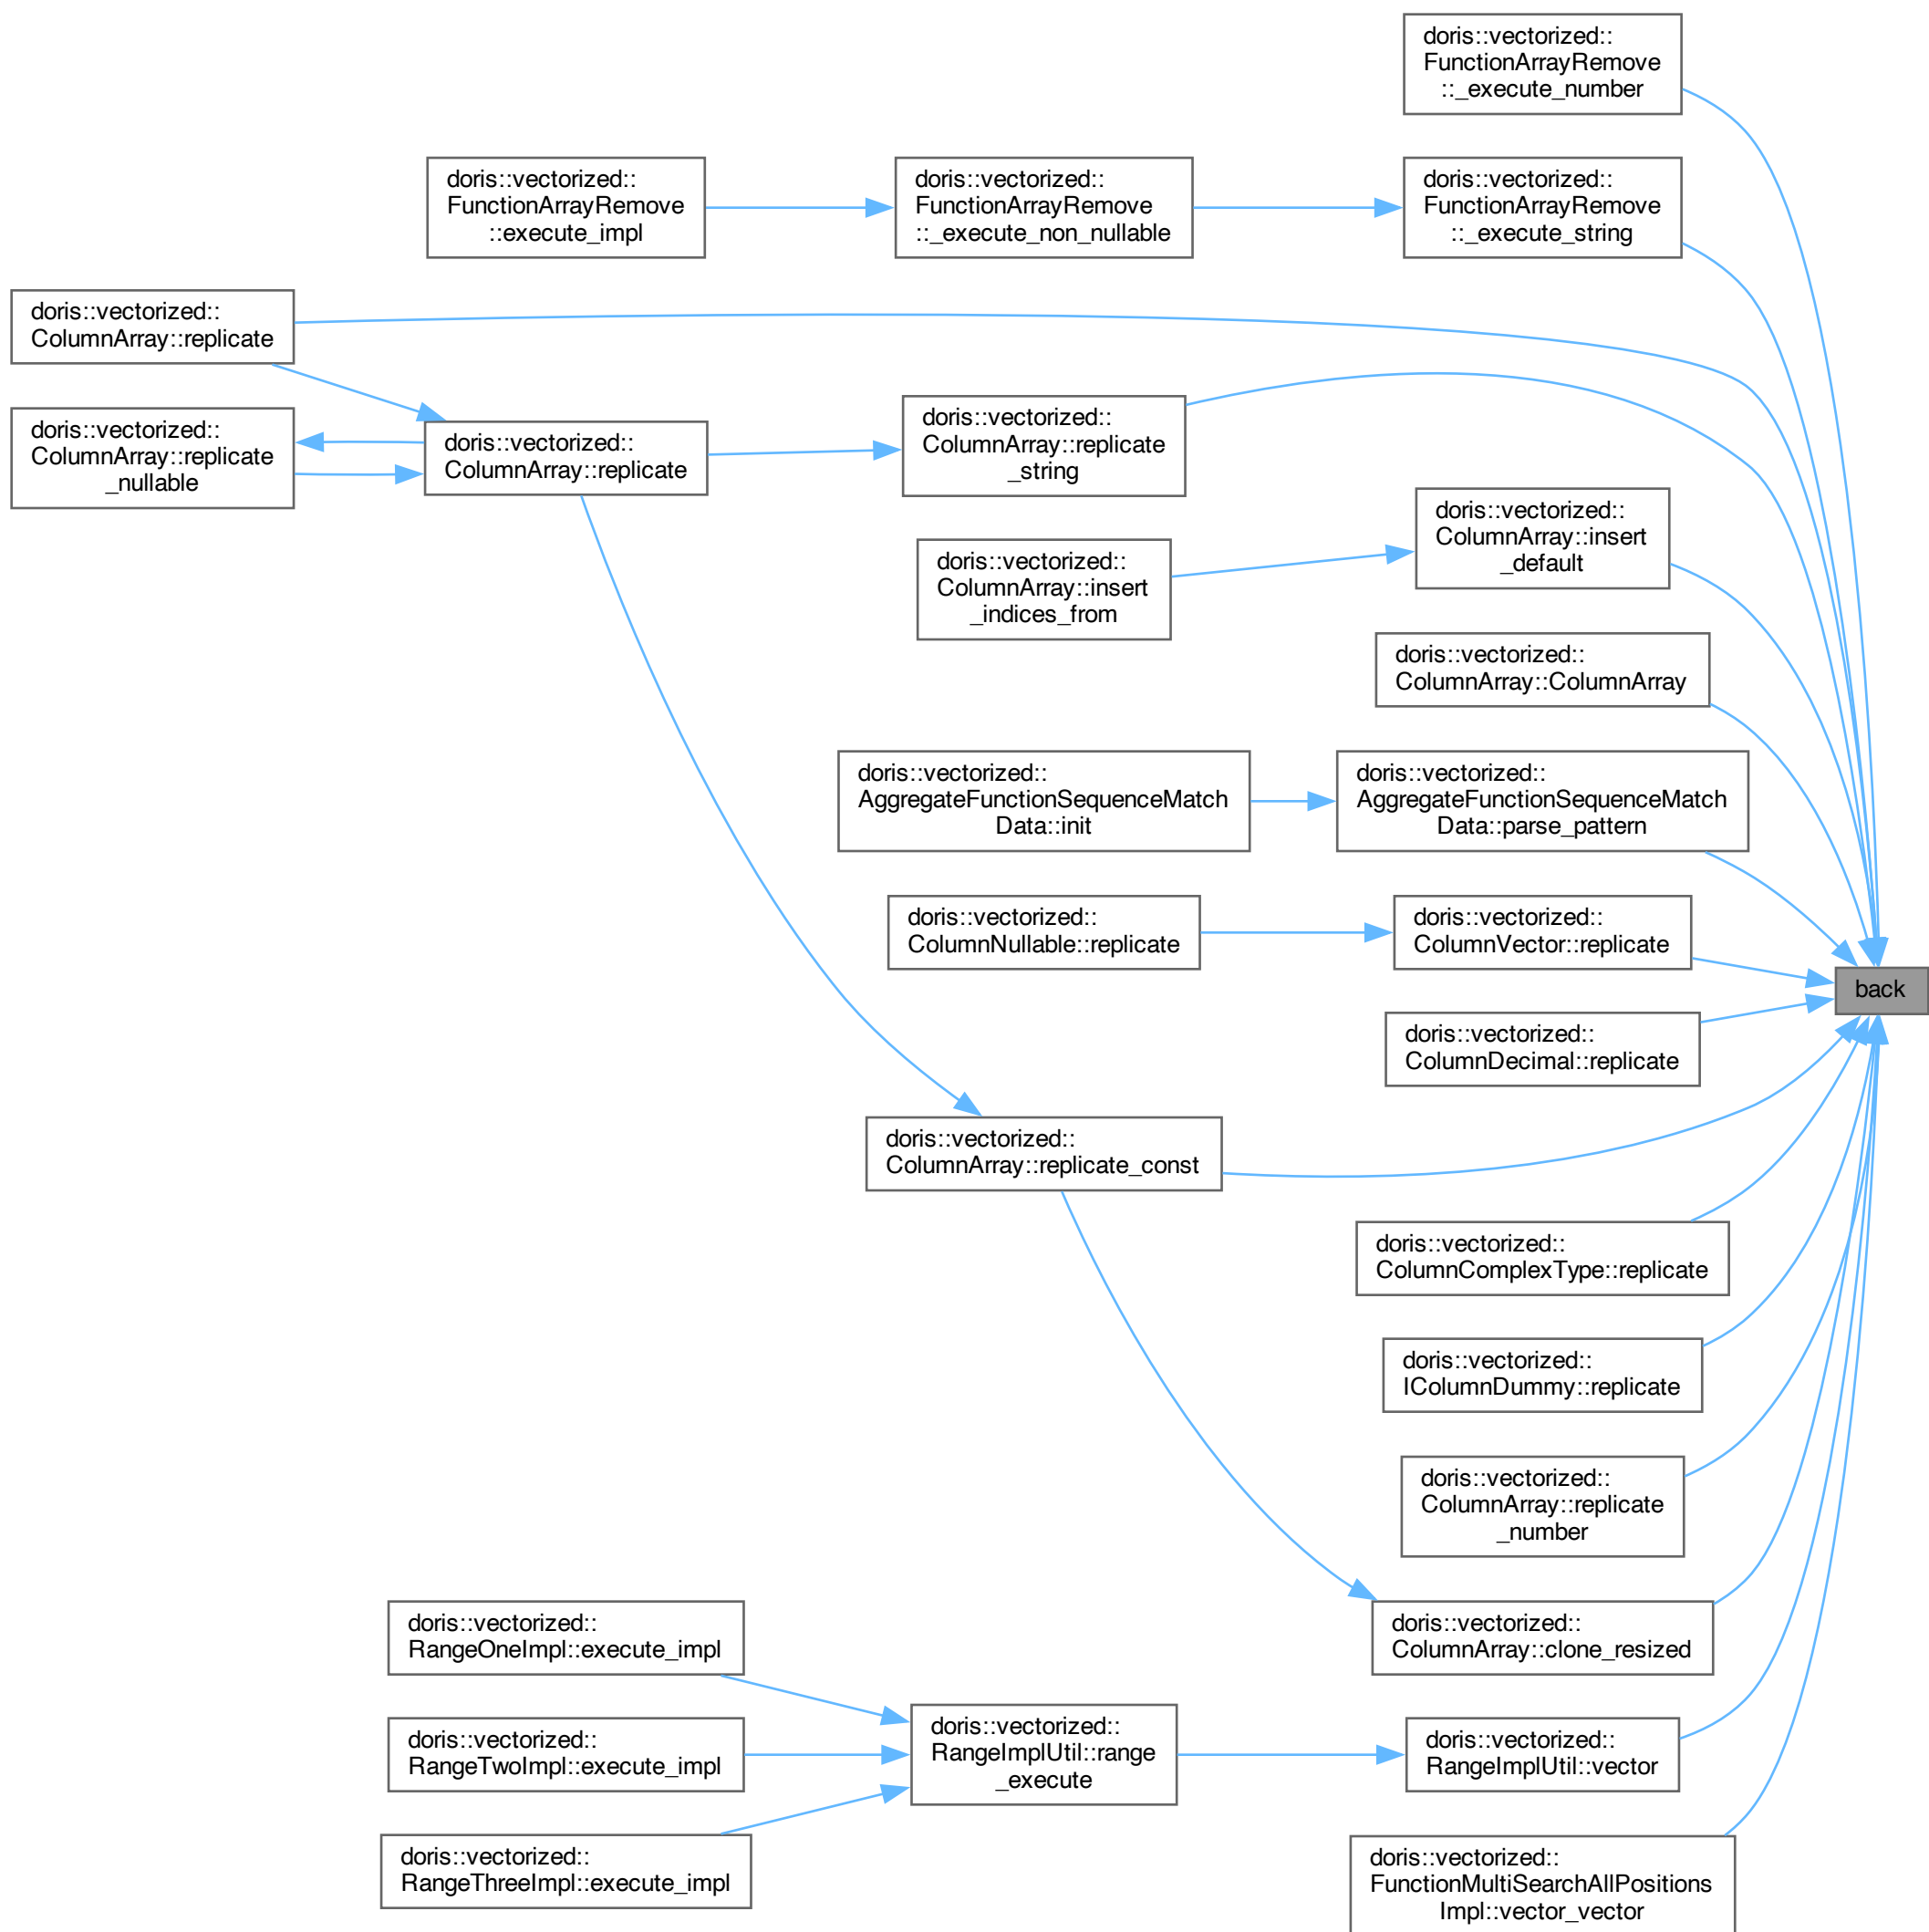 doris::vectorized::
FunctionArrayRemove
::_execute_number
doris::vectorized::
FunctionArrayRemove
::execute_impl
doris::vectorized::
FunctionArrayRemove
::_execute_non_nullable
doris::vectorized::
FunctionArrayRemove
::_execute_string
doris::vectorized::
ColumnArray::replicate
doris::vectorized::
ColumnArray::replicate
_nullable
doris::vectorized::
ColumnArray::replicate
doris::vectorized::
ColumnArray::replicate
_string
doris::vectorized::
ColumnArray::insert
_default
doris::vectorized::
ColumnArray::insert
_indices_from
doris::vectorized::
ColumnArray::ColumnArray
doris::vectorized::
AggregateFunctionSequenceMatch
Data::init
doris::vectorized::
AggregateFunctionSequenceMatch
Data::parse_pattern
doris::vectorized::
ColumnNullable::replicate
doris::vectorized::
ColumnVector::replicate
back
doris::vectorized::
ColumnDecimal::replicate
doris::vectorized::
ColumnArray::replicate_const
doris::vectorized::
ColumnComplexType::replicate
doris::vectorized::
IColumnDummy::replicate
doris::vectorized::
ColumnArray::replicate
_number
doris::vectorized::
RangeOneImpl::execute_impl
doris::vectorized::
ColumnArray::clone_resized
doris::vectorized::
RangeTwoImpl::execute_impl
doris::vectorized::
RangeImplUtil::range
_execute
doris::vectorized::
RangeImplUtil::vector
doris::vectorized::
RangeThreeImpl::execute_impl
doris::vectorized::
FunctionMultiSearchAllPositions
Impl::vector_vector